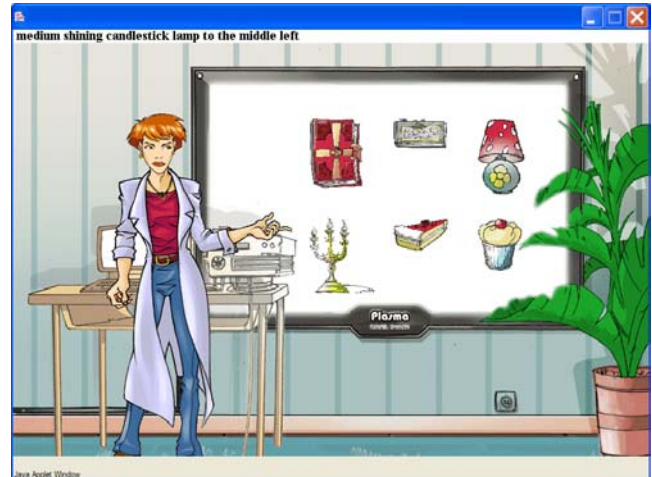 medium shining candlestick lamp to the middle left
Plasma
Java Applet Window